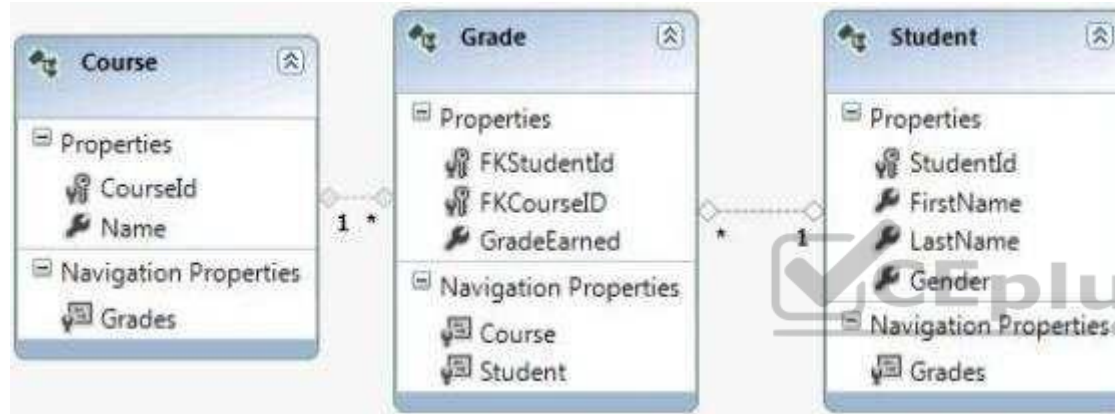 Course
Properties
CourseId
Name
Navigation Properties
Grades
1 *
Grade
Properties
FKStudentId
FKCourseID
GradeEarned
Navigation Properties
Course
Student
* 1
Student
Properties
StudentId
FirstName
LastName
Gender
Navigation Properties
Grades
CEplu